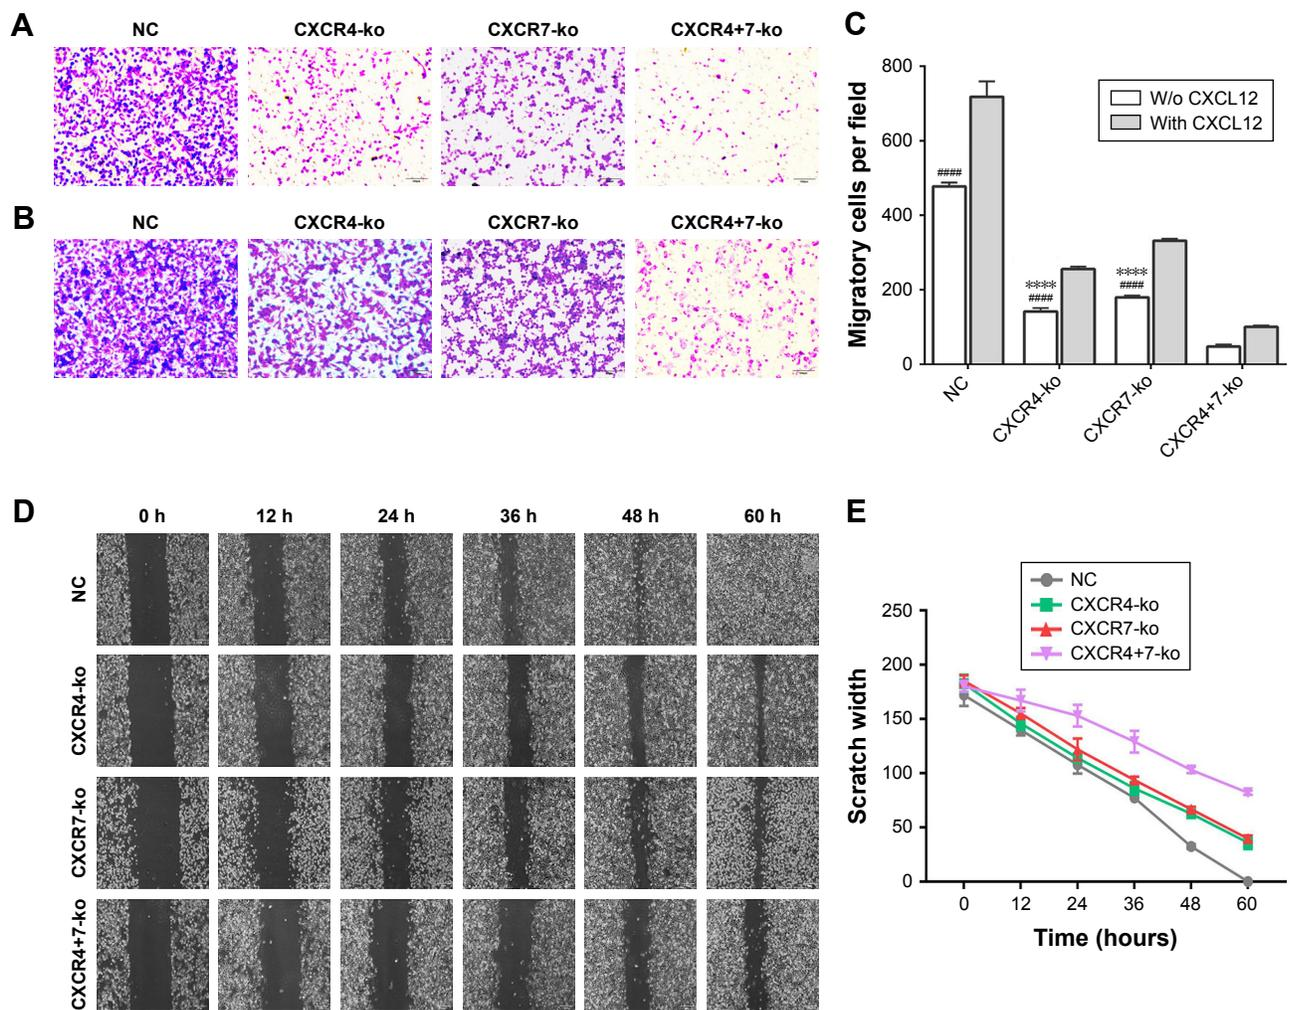 A
NC
CXCR4-ko
CXCR7-ko
CXCR4+7-ko
B
NC
CXCR4-ko
CXCR7-ko
CXCR4+7-ko
C
Migratory cells per field
800
600
400
200
0
W/o CXCL12
With CXCL12
####
****
####
****
####
NC
CXCR4-ko
CXCR7-ko
CXCR4+7-ko
D
0 h
12 h
24 h
36 h
48 h
60 h
NC
CXCR4-ko
CXCR7-ko
CXCR4+7-ko
E
NC
CXCR4-ko
CXCR7-ko
CXCR4+7-ko
Scratch width
250
200
150
100
50
0
0
12
24
36
48
60
Time (hours)